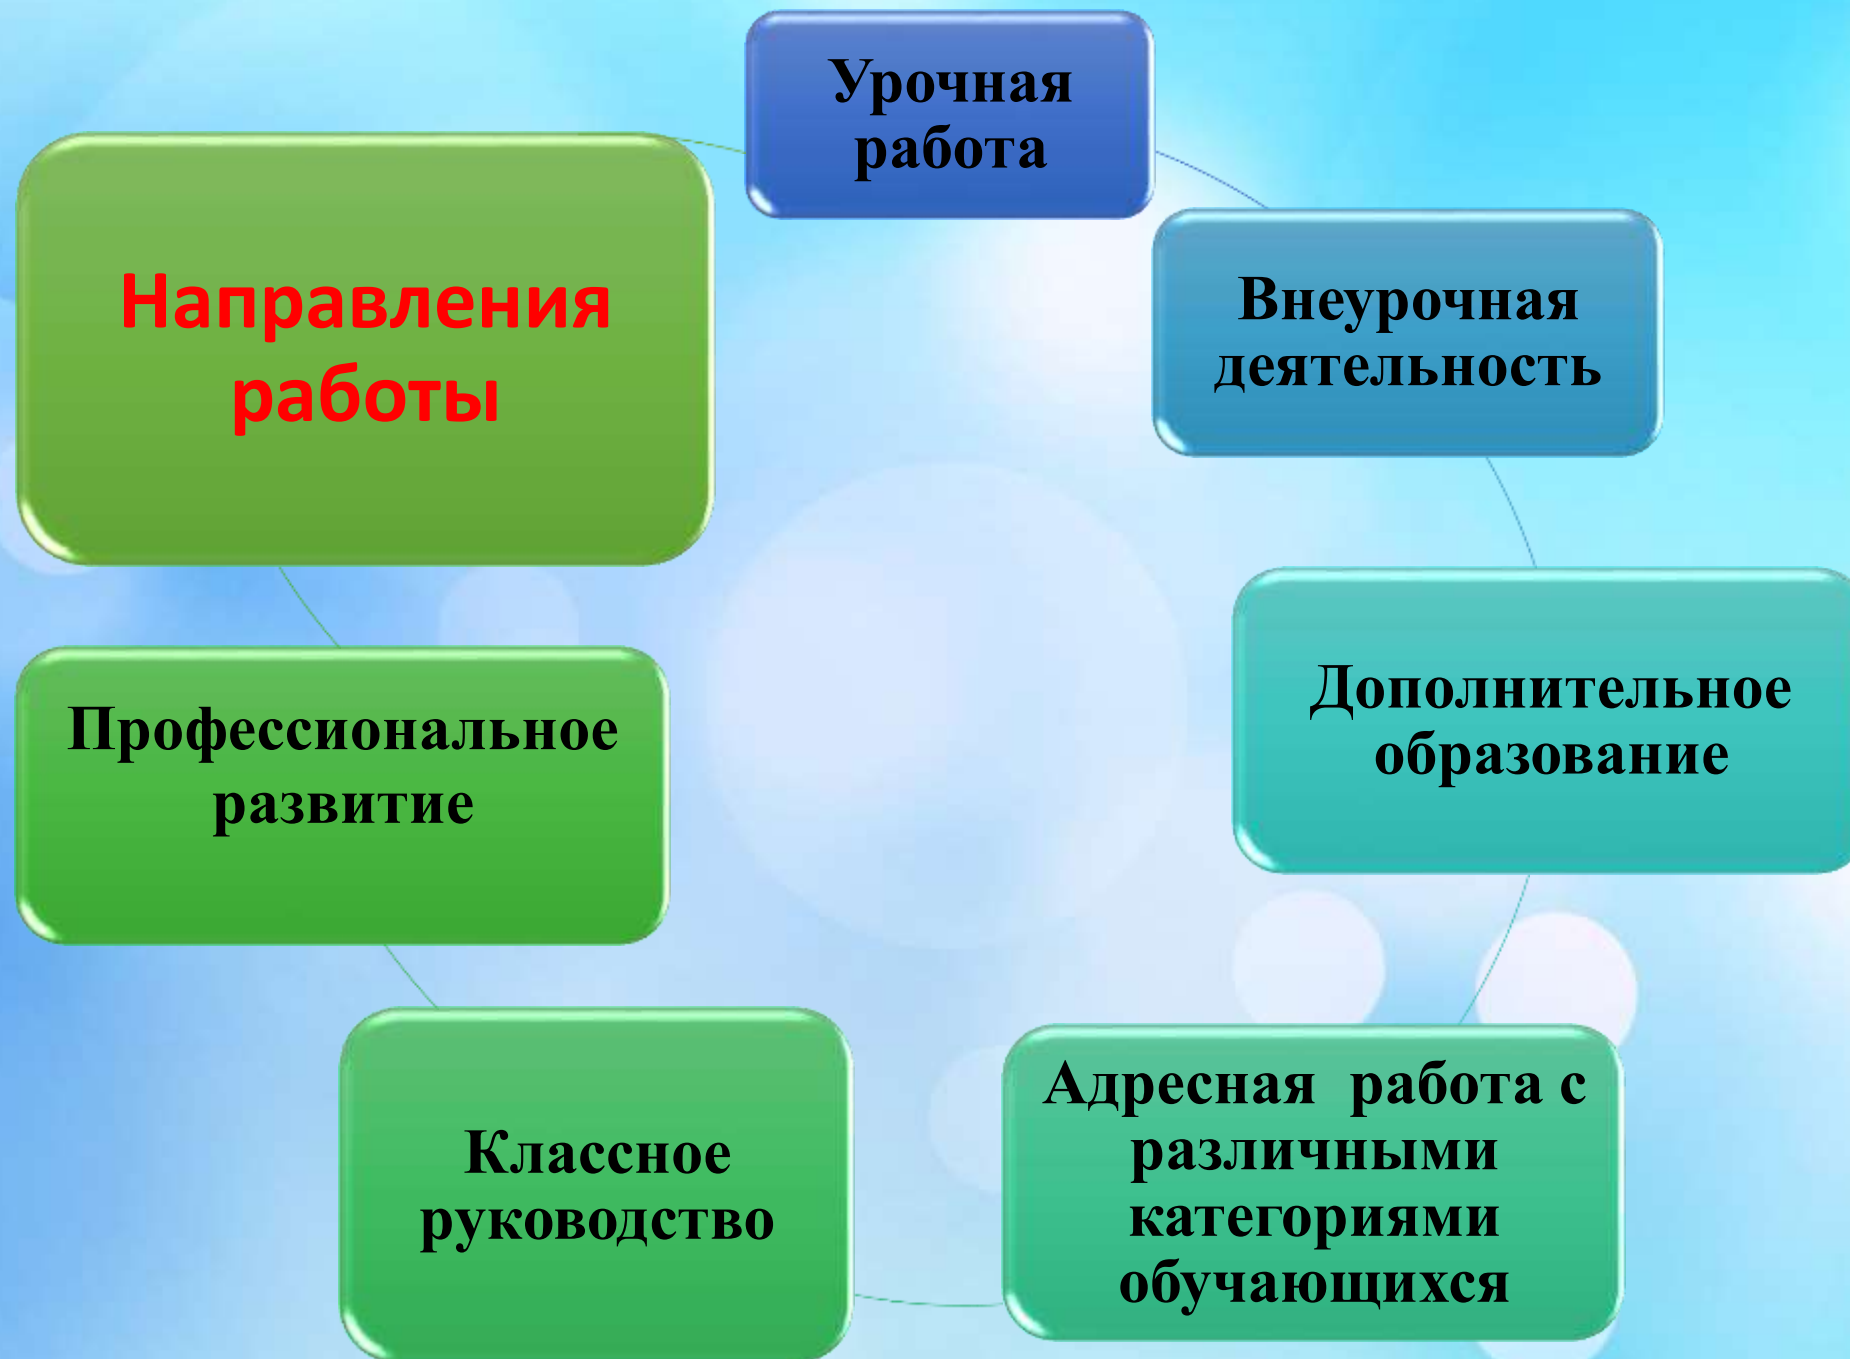 Направления
работы
Урочная
работа
Внеурочная
деятельность
Дополнительное
образование
Адресная  работа с
различными
категориями
обучающихся
Классное
руководство
Профессиональное
развитие